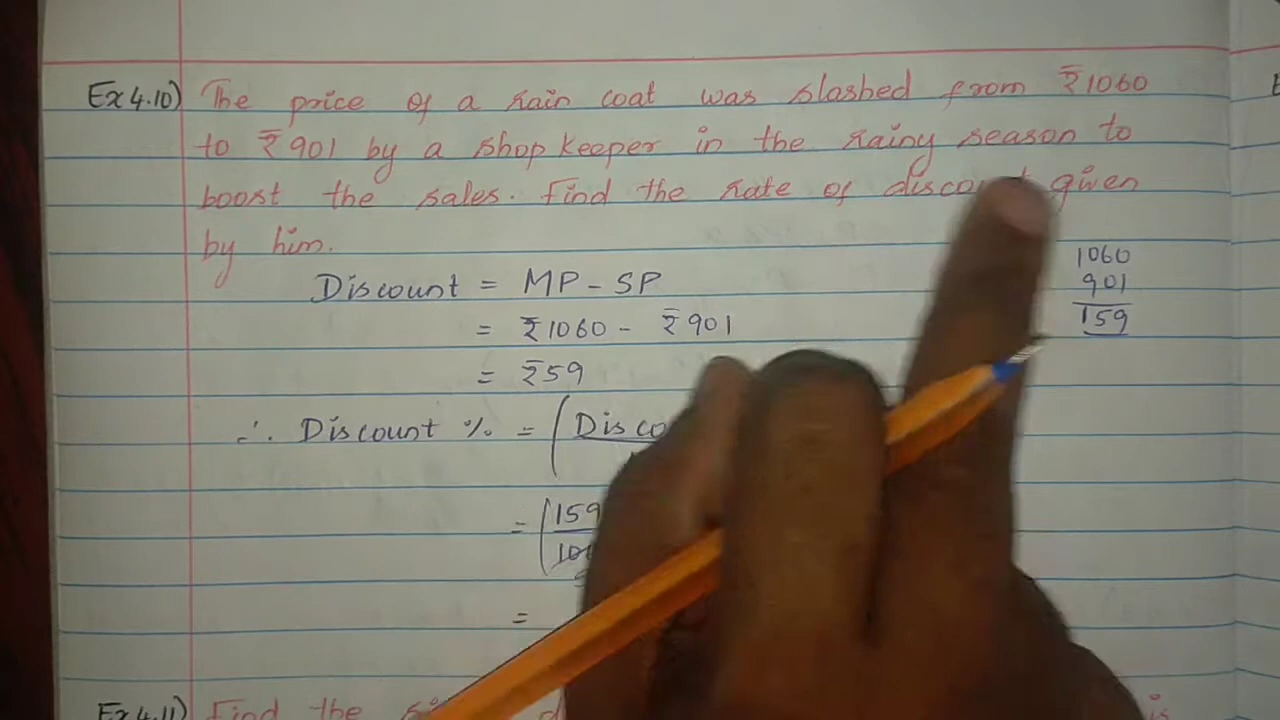 Ex 4.10) The price of a rain coat was slashed from ₹1060
to ₹901 by a shop keeper in the rainy season to
boost the sales. Find the rate of discount given
by him.
Discount = MP - SP
= ₹1060 - ₹901
= ₹59
∴ Discount % = (
= (159
=
1060
901
159
Ex 4.11) Find the